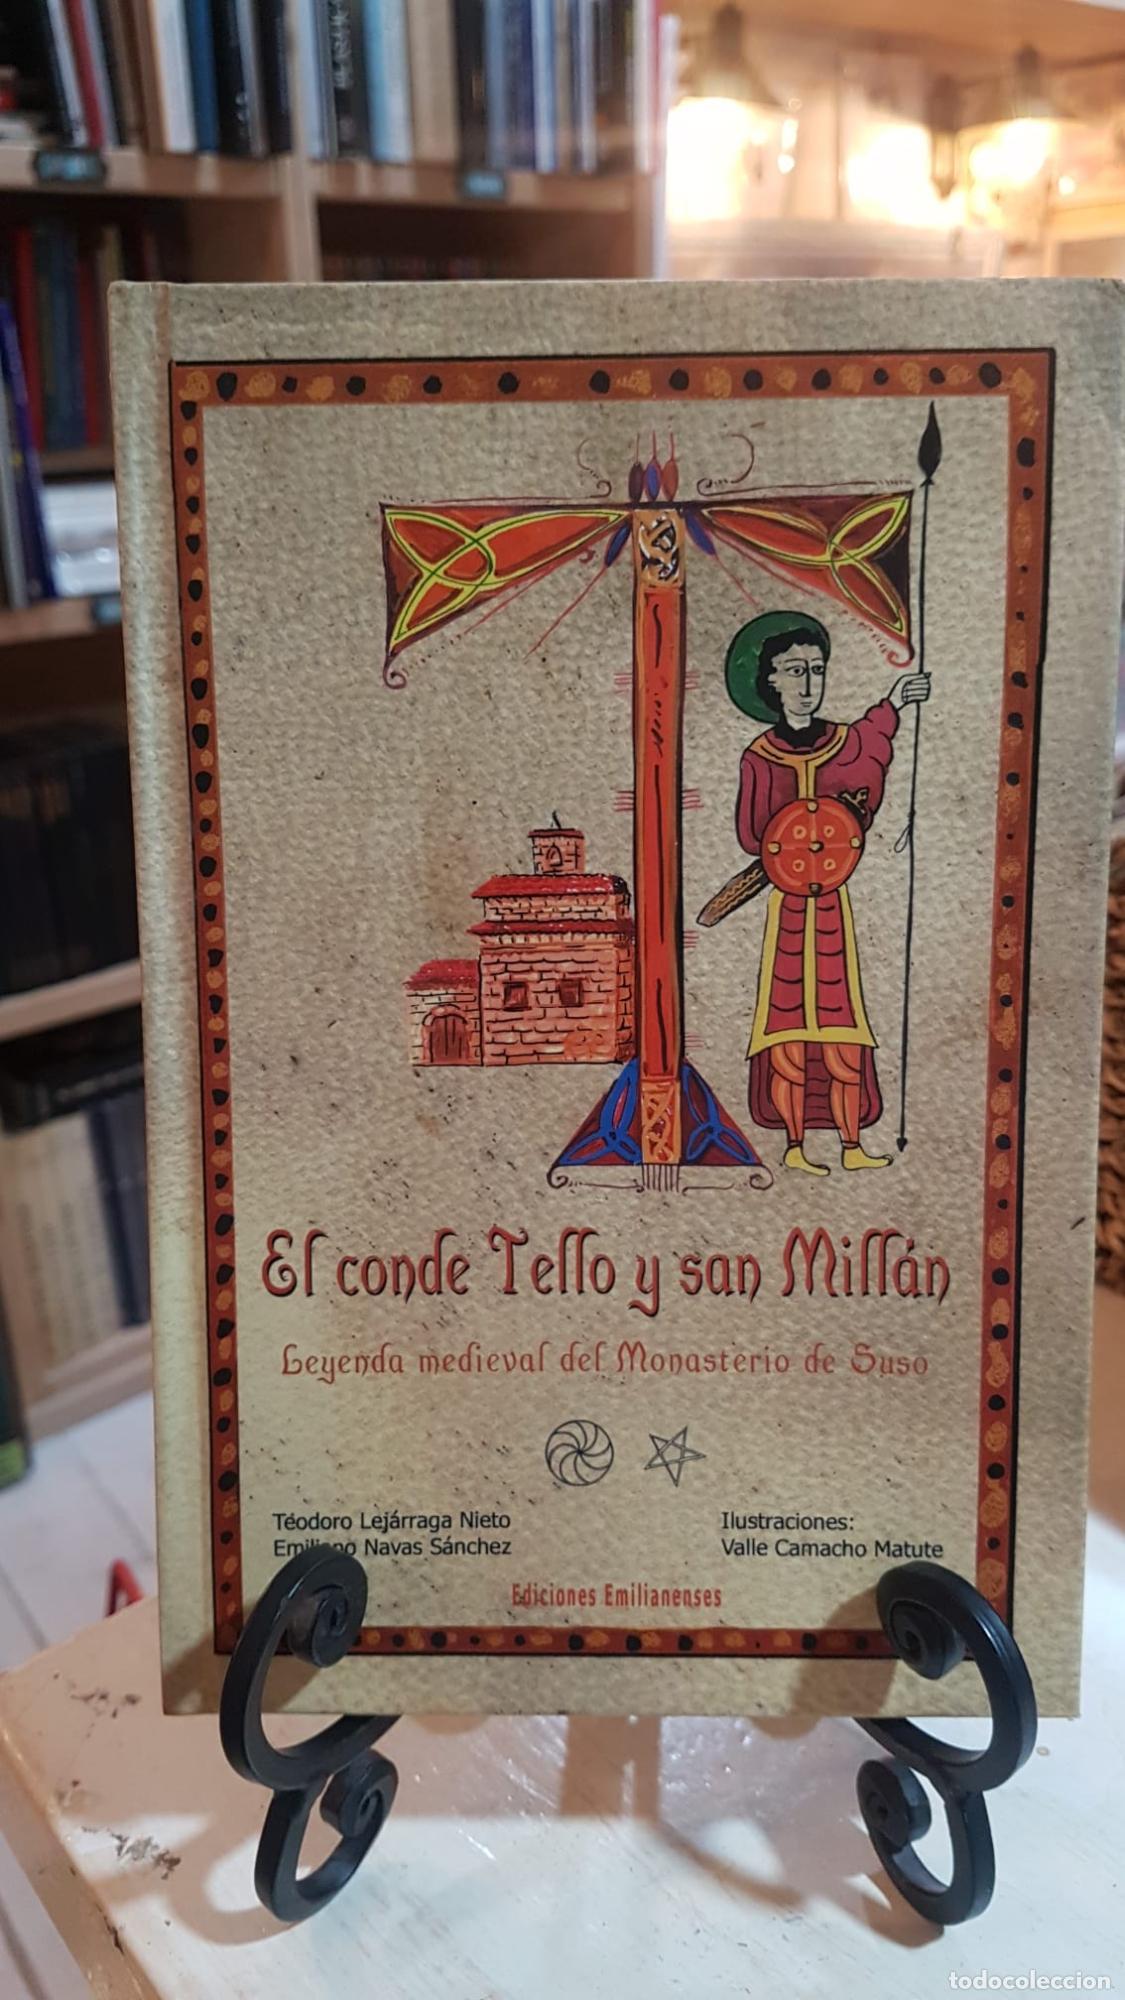 El conde Tello y san Millán
Leyenda medieval del Monasterio de Suso
Téodoro Lejárraga Nieto
Emiliano Navas Sánchez
Ilustraciones:
Valle Camacho Matute
Ediciones Emilianenses
todocoleccion